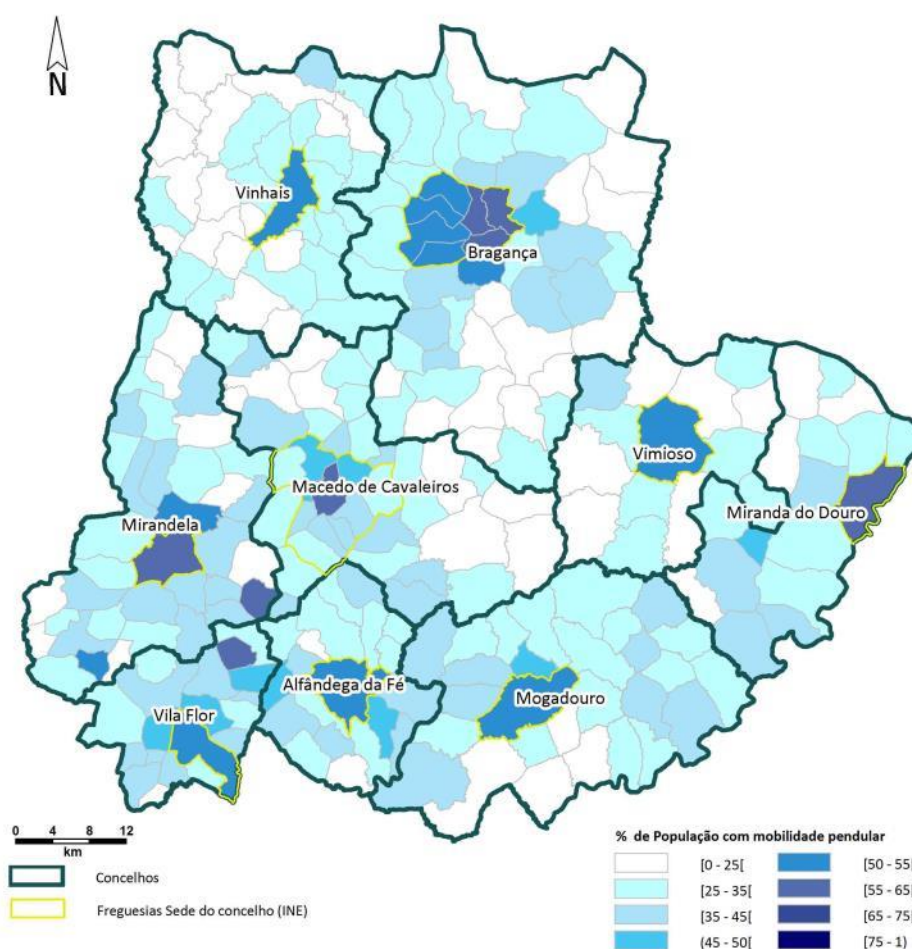 N
Vinhais
Bragança
Vimioso
Macedo de Cavaleiros
Miranda do Douro
Mirandela
Alfândega da Fé
Mogadouro
Vila Flor
0 4 8 12
km
Concelhos
Freguesias Sede do concelho (INE)
% de População com mobilidade pendular
[0 - 25[
[25 - 35[
[35 - 45[
(45 - 50[
[50 - 55[
[55 - 65[
[65 - 75[
[75 - 1)